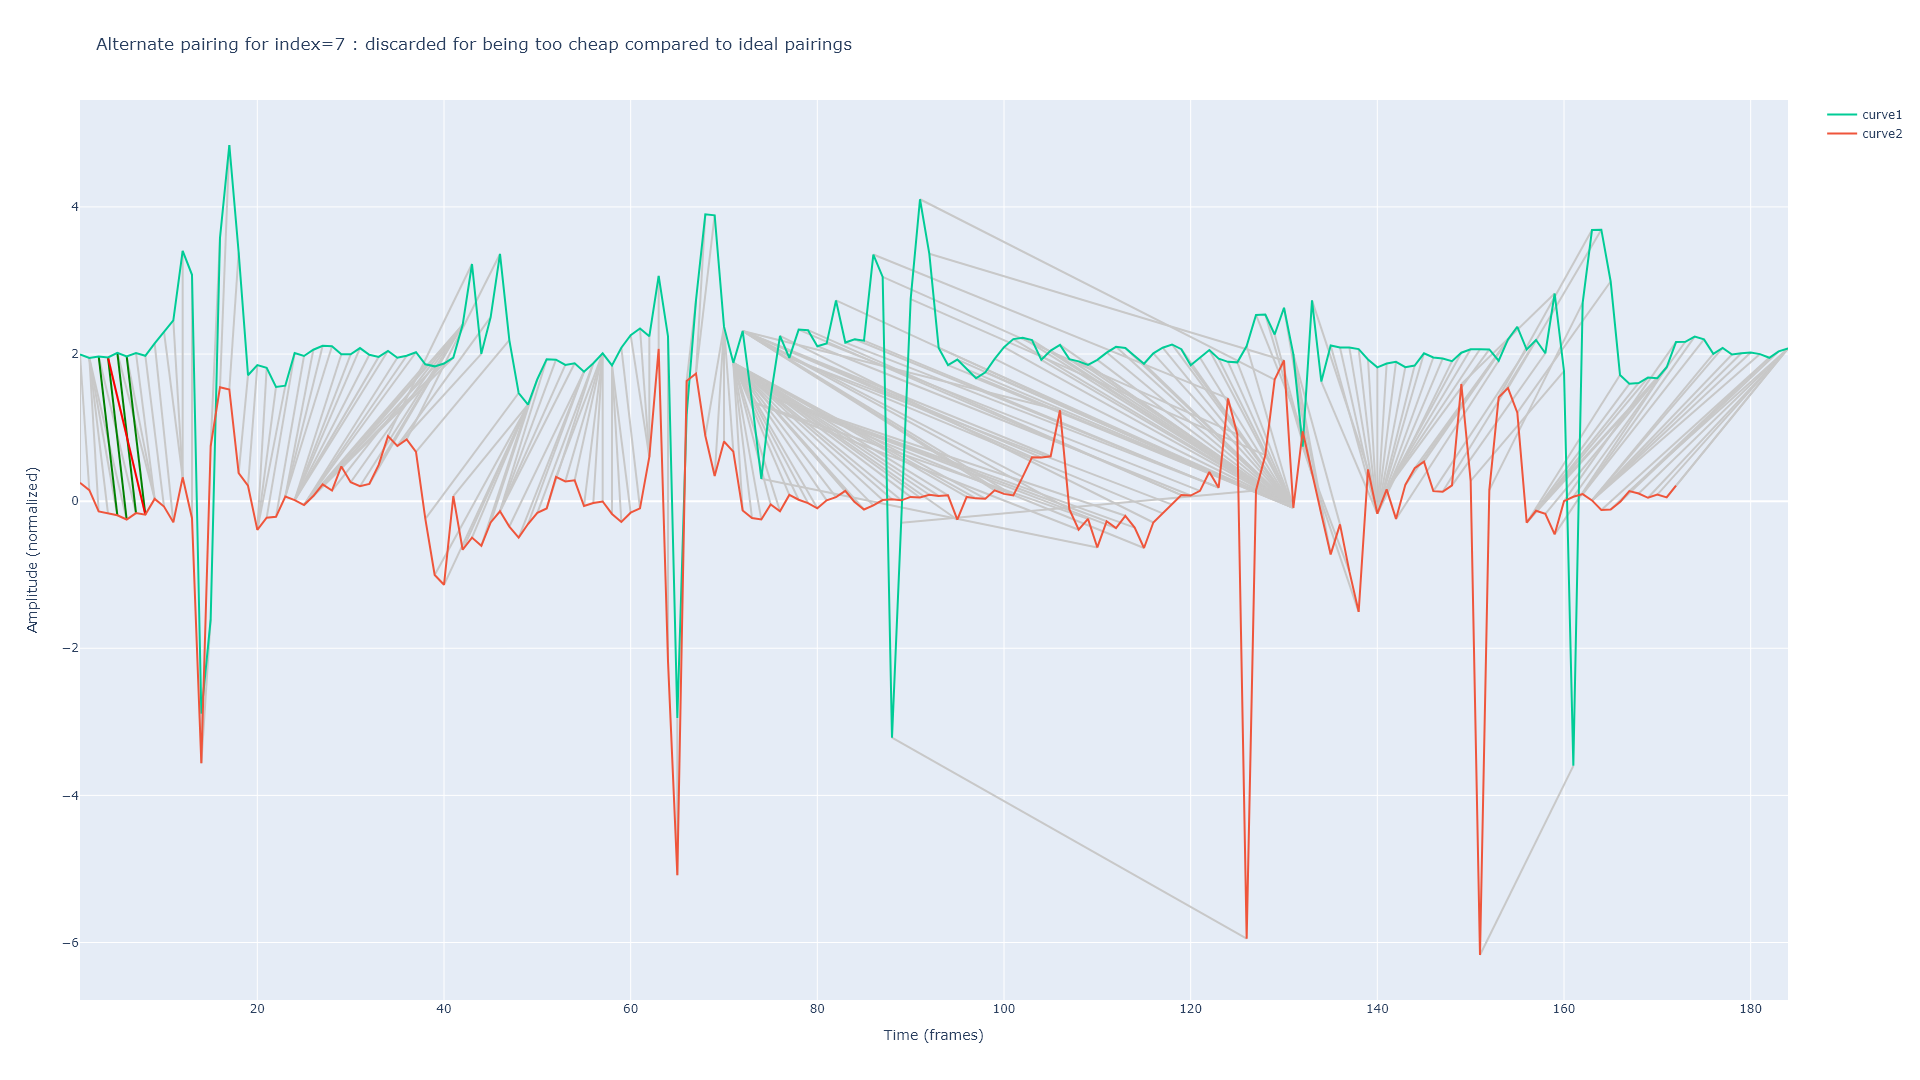 Alternate pairing for index=7 : discarded for being too cheap compared to ideal pairings
curve1
curve2
Amplitude (normalized)
4
2
0
−2
−4
−6
20 40 60 80 100 120 140 160 180
Time (frames)